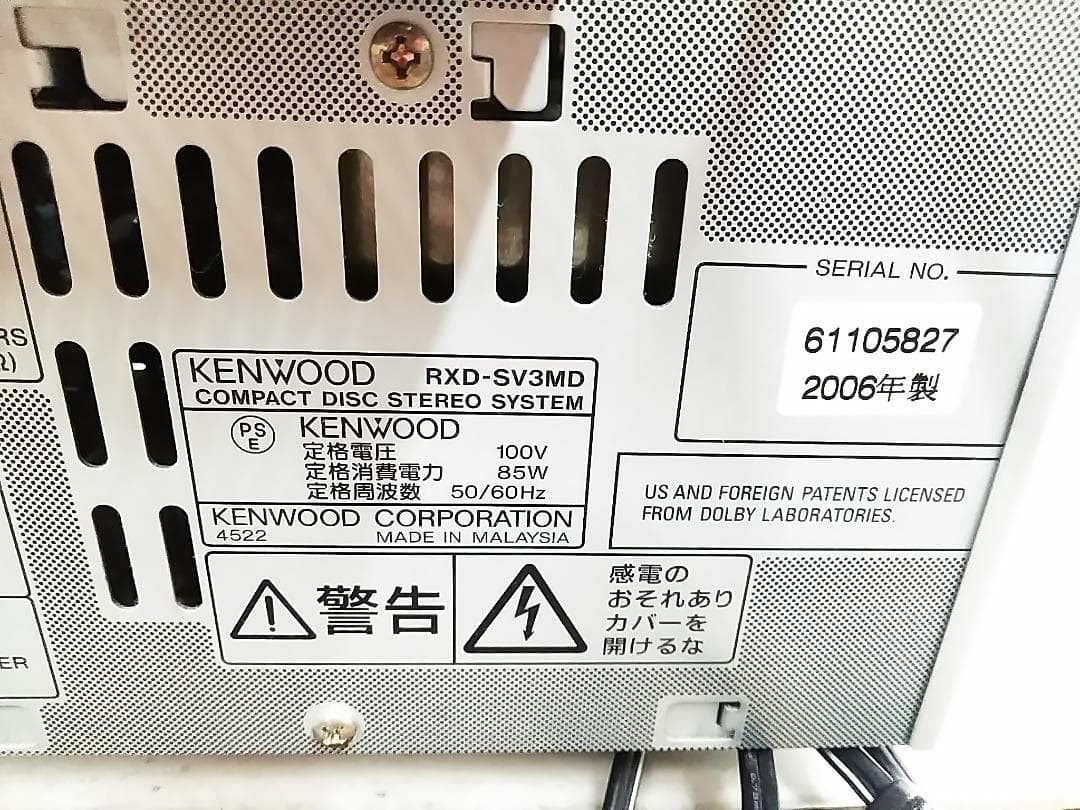 SERIAL NO.
61105827
2006年製
RS
Ω)
KENWOOD RXD-SV3MD
COMPACT DISC STEREO SYSTEM
PSE KENWOOD
定格電圧 100V
定格消費電力 85W
定格周波数 50/60Hz
KENWOOD CORPORATION
4522 MADE IN MALAYSIA
US AND FOREIGN PATENTS LICENSED
FROM DOLBY LABORATORIES.
警告
感電の
おそれあり
カバーを
開けるな
ER